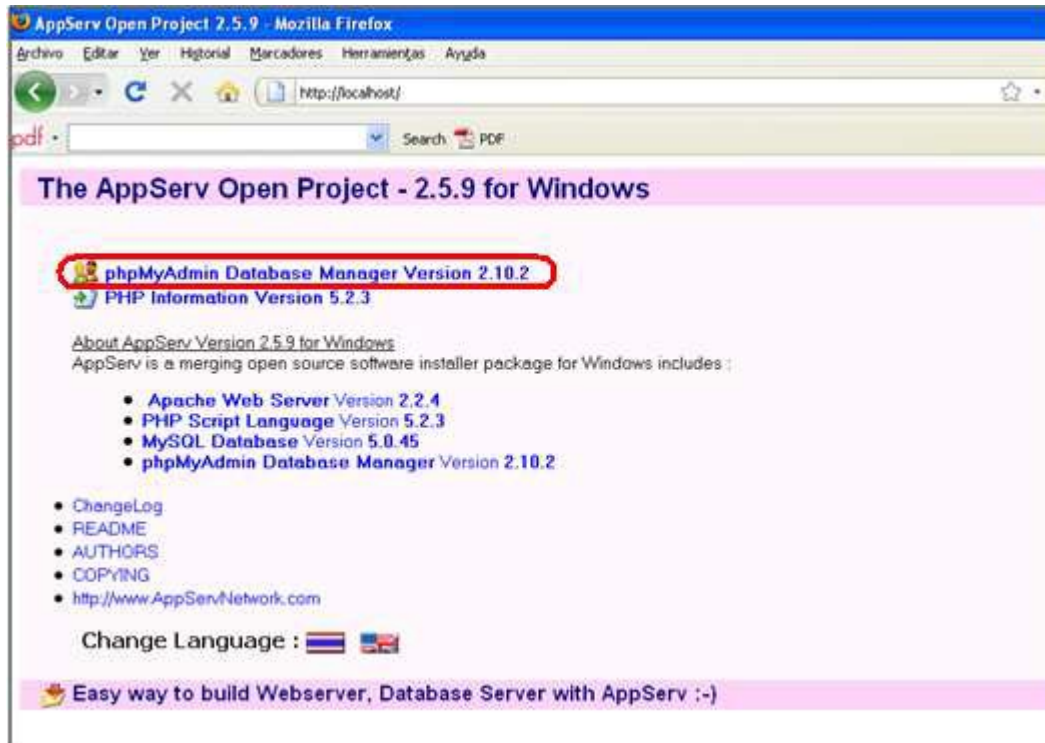 AppServ Open Project 2.5.9 - Mozilla Firefox
Archivo Editar Ver Historial Marcadores Herramientas Ayuda
http://localhost/
pdf Search PDF
The AppServ Open Project - 2.5.9 for Windows
phpMyAdmin Database Manager Version 2.10.2
PHP Information Version 5.2.3
About AppServ Version 2.5.9 for Windows
AppServ is a merging open source software installer package for Windows includes :
Apache Web Server Version 2.2.4
PHP Script Language Version 5.2.3
MySQL Database Version 5.0.45
phpMyAdmin Database Manager Version 2.10.2
ChangeLog
README
AUTHORS
COPYING
http://www.AppServNetwork.com
Change Language :
Easy way to build Webserver, Database Server with AppServ :-)